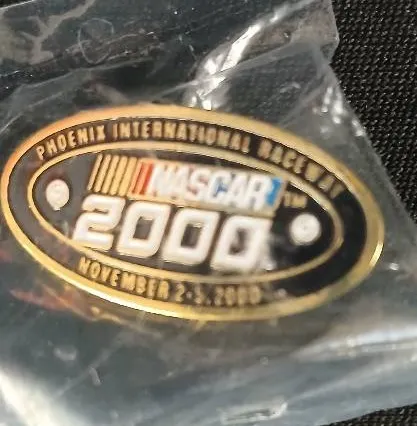 PHOENIX INTERNATIONAL RACEWAY
NASCAR TM
2000
NOVEMBER 2-5, 2000